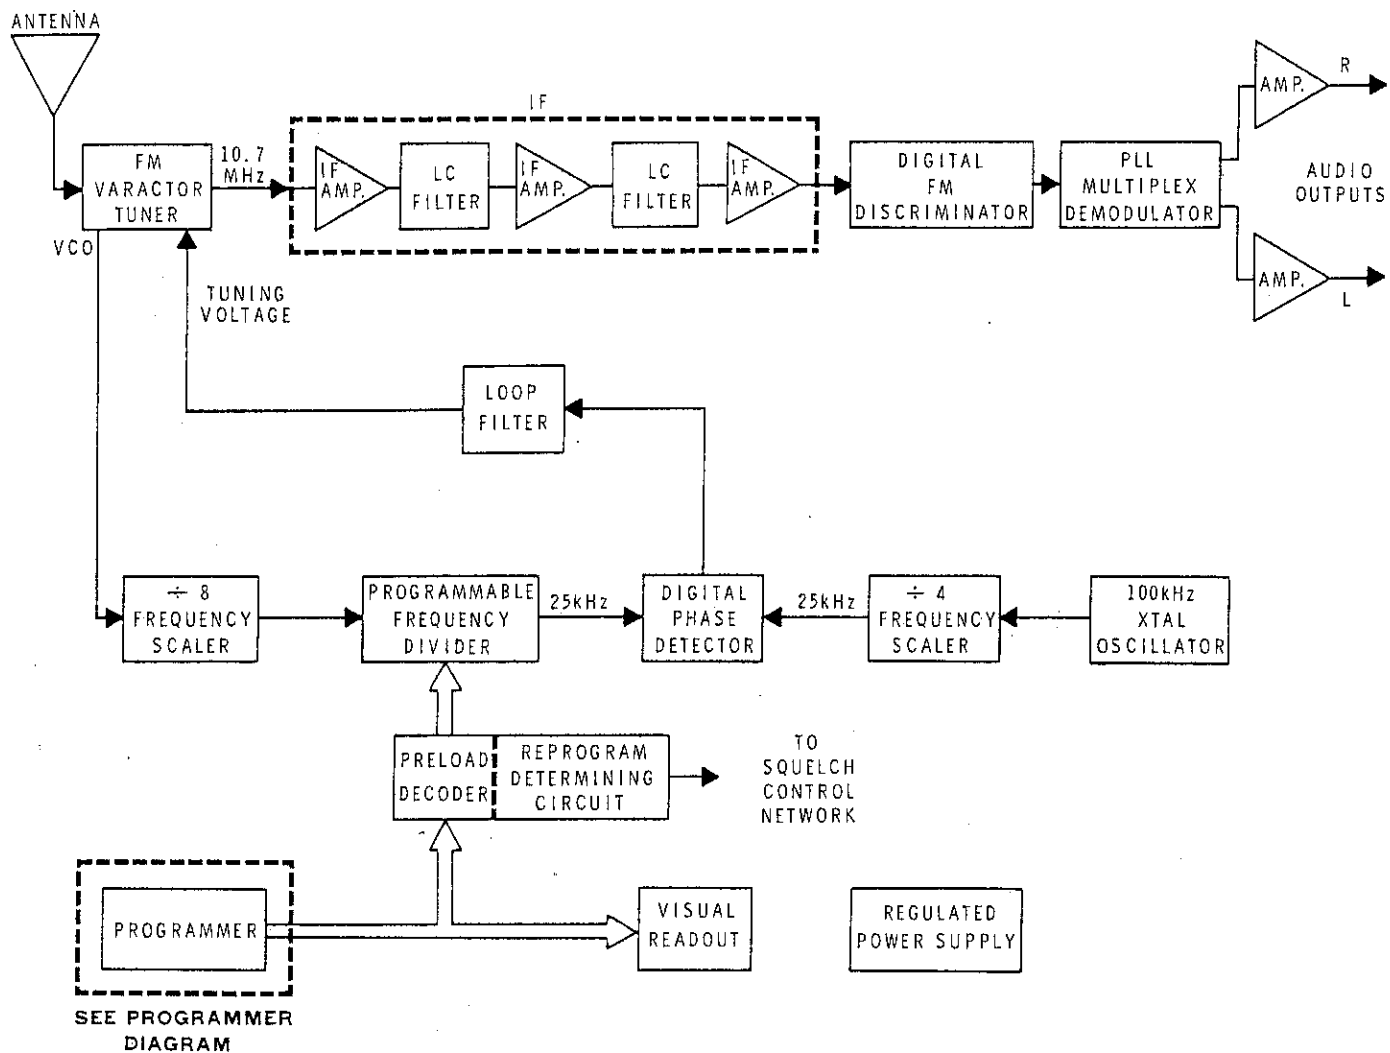 ANTENNA
FM
VARACTOR
TUNER
VCO
10.7
MHz
IF
IF
AMP.
LC
FILTER
IF
AMP.
LC
FILTER
IF
AMP.
DIGITAL
FM
DISCRIMINATOR
PLL
MULTIPLEX
DEMODULATOR
AMP.
R
AUDIO
OUTPUTS
AMP.
L
TUNING
VOLTAGE
LOOP
FILTER
÷ 8
FREQUENCY
SCALER
PROGRAMMABLE
FREQUENCY
DIVIDER
25kHz
DIGITAL
PHASE
DETECTOR
25kHz
÷ 4
FREQUENCY
SCALER
100kHz
XTAL
OSCILLATOR
PRELOAD
DECODER
REPROGRAM
DETERMINING
CIRCUIT
TO
SQUELCH
CONTROL
NETWORK
PROGRAMMER
VISUAL
READOUT
REGULATED
POWER SUPPLY
SEE PROGRAMMER
DIAGRAM